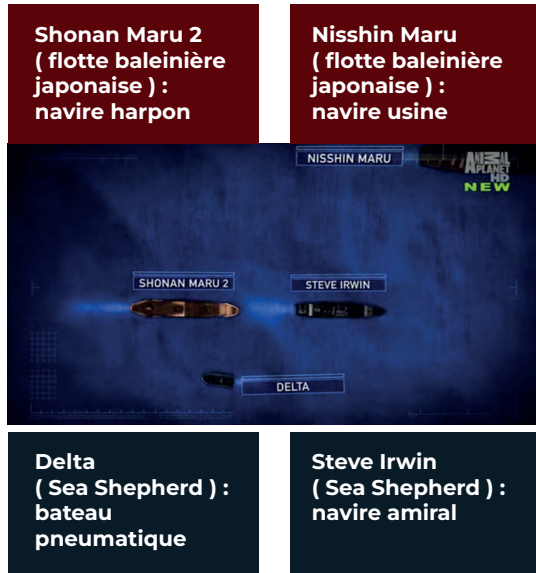 Shonan Maru 2
( flotte baleinière
japonaise ) :
navire harpon
Nisshin Maru
( flotte baleinière
japonaise ) :
navire usine
NISSHIN MARU
ANIMAL
PLANET
HD
NEW
SHONAN MARU 2
STEVE IRWIN
DELTA
Delta
( Sea Shepherd ) :
bateau
pneumatique
Steve Irwin
( Sea Shepherd ) :
navire amiral